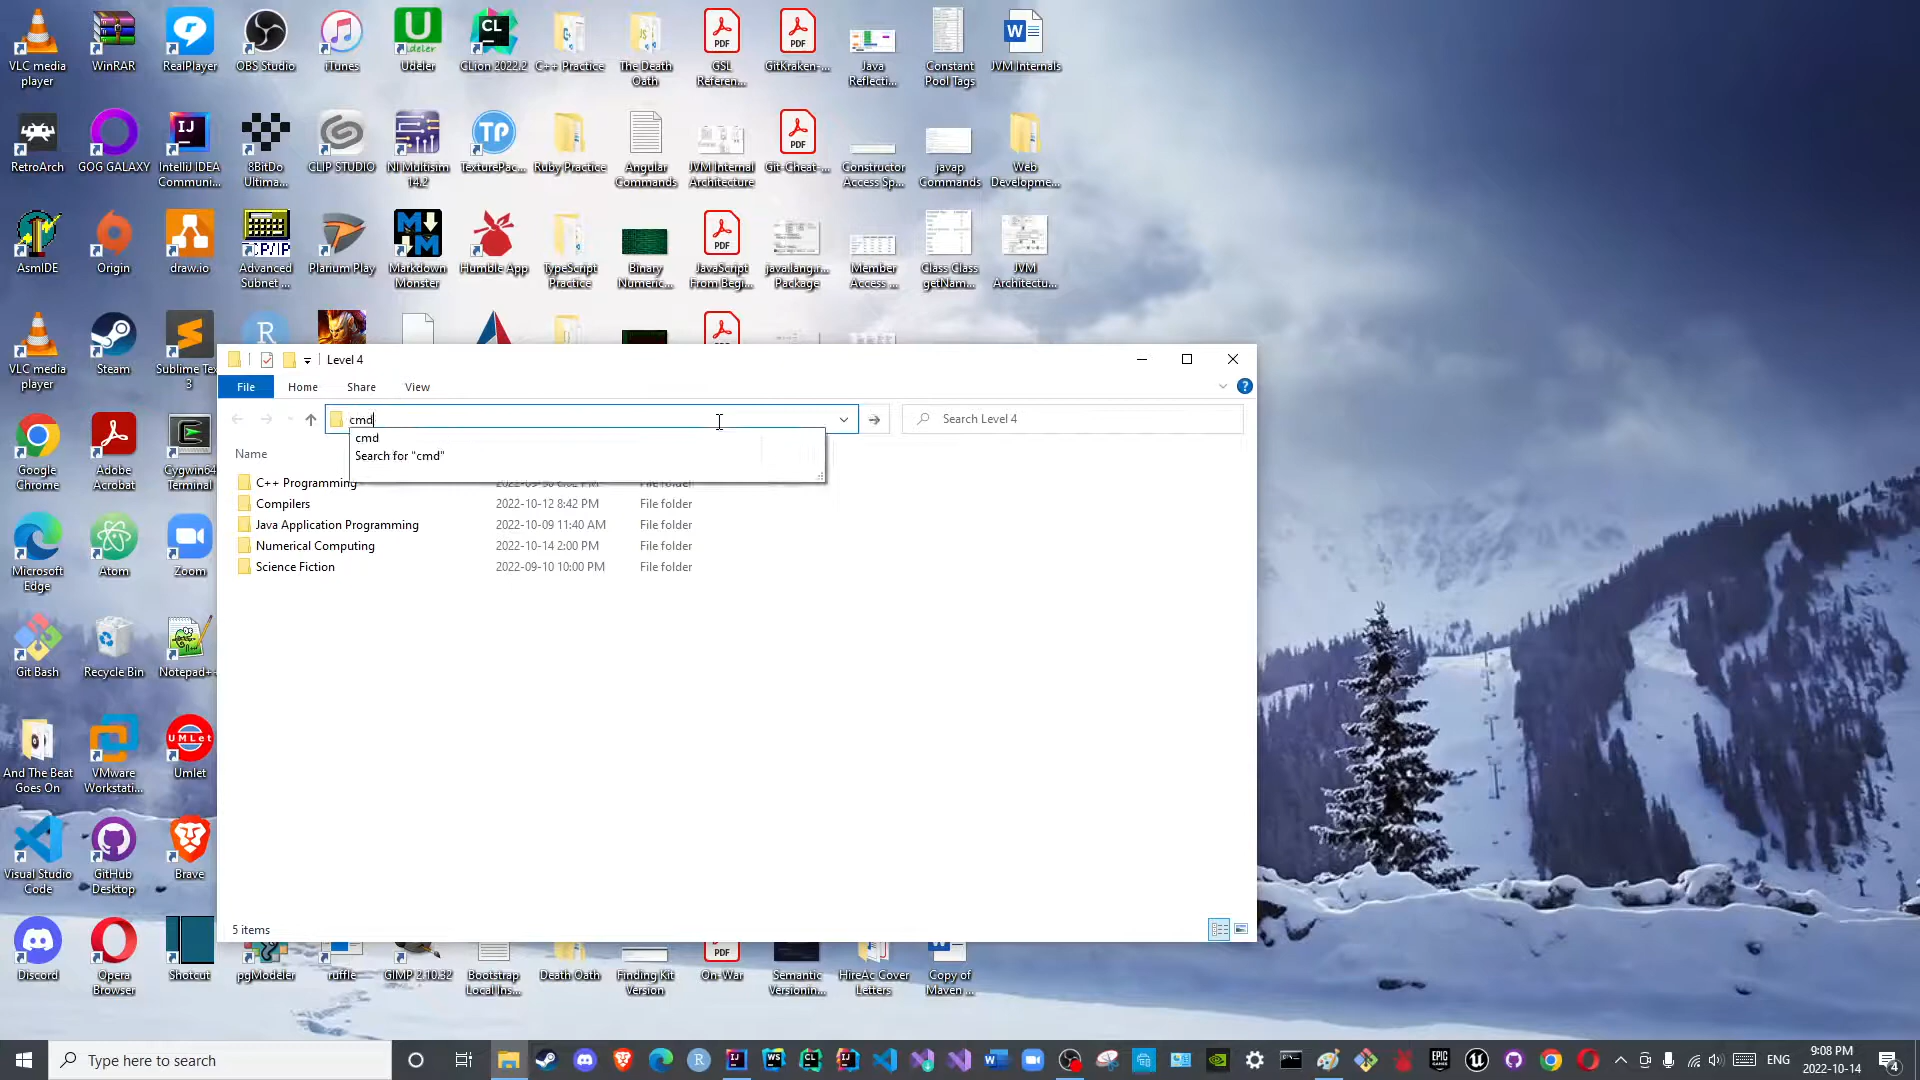 VLC media player
WinRAR
RealPlayer
OBS Studio
iTunes
Udeler
CLion 2022.2
C++ Practice
The Death Oath
GSL Referen...
GitKraken-...
Java Reflecti...
Constant Pool Tags
JVM Internals
RetroArch
GOG GALAXY
IntelliJ IDEA Communi...
8BitDo Ultima...
CLIP STUDIO
NI Multisim 14.2
TexturePac...
Ruby Practice
Angular Commands
JVM Internal Architecture
Git-Cheat-...
Constructor Access Sp...
javap Commands
Web Developme...
AsmIDE
Origin
draw.io
Advanced Subnet ...
Plarium Play
Markdown Monster
Humble App
TypeScript Practice
Binary Numeric...
JavaScript From Begi...
java.lang.r... Package
Member Access ...
Class Class getNam...
JVM Architectu...
VLC media player
Steam
Sublime Tex 3
Level 4
File
Home
Share
View
cmd
Search Level 4
cmd
Search for "cmd"
Name
C++ Programming
File folder
Compilers
2022-10-12 8:42 PM
File folder
Java Application Programming
2022-10-09 11:40 AM
File folder
Numerical Computing
2022-10-14 2:00 PM
File folder
Science Fiction
2022-09-10 10:00 PM
File folder
5 items
Google Chrome
Adobe Acrobat
Cygwin64 Terminal
Microsoft Edge
Atom
Zoom
Git Bash
Recycle Bin
Notepad++
And The Beat Goes On
VMware Workstati...
Umlet
Visual Studio Code
GitHub Desktop
Brave
Discord
Opera Browser
Shotcut
pgModeler
ruffle
GIMP 2.10.32
Bootstrap Local Ins...
Death Oath
Finding Kit Version
On-War
Semantic Versionin...
HireAc Cover Letters
Copy of Maven ...
Type here to search
ENG
9:08 PM
2022-10-14
4